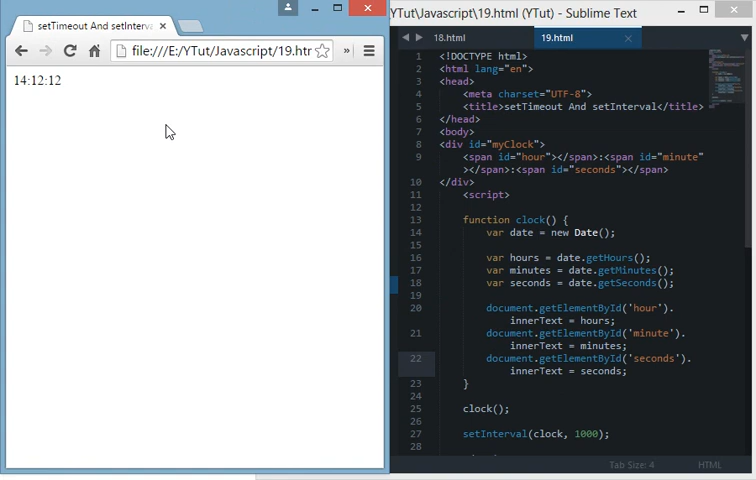 setTimeout And setInterva
file:///E:/YTut/Javascript/19.htr
14:12:12
YTut\Javascript\19.html (YTut) - Sublime Text
18.html
19.html
1 <!DOCTYPE html>
2 <html lang="en">
3 <head>
4 <meta charset="UTF-8">
5 <title>setTimeout And setInterval</title>
6 </head>
7 <body>
8 <div id="myClock">
9 <span id="hour"></span>:<span id="minute"
></span>:<span id="seconds"></span>
10 </div>
11 <script>
12
13 function clock() {
14 var date = new Date();
15
16 var hours = date.getHours();
17 var minutes = date.getMinutes();
18 var seconds = date.getSeconds();
19
20 document.getElementById('hour').
innerText = hours;
21 document.getElementById('minute').
innerText = minutes;
22 document.getElementById('seconds').
innerText = seconds;
23 }
24
25 clock();
26
27 setInterval(clock, 1000);
28
Tab Size: 4
HTML